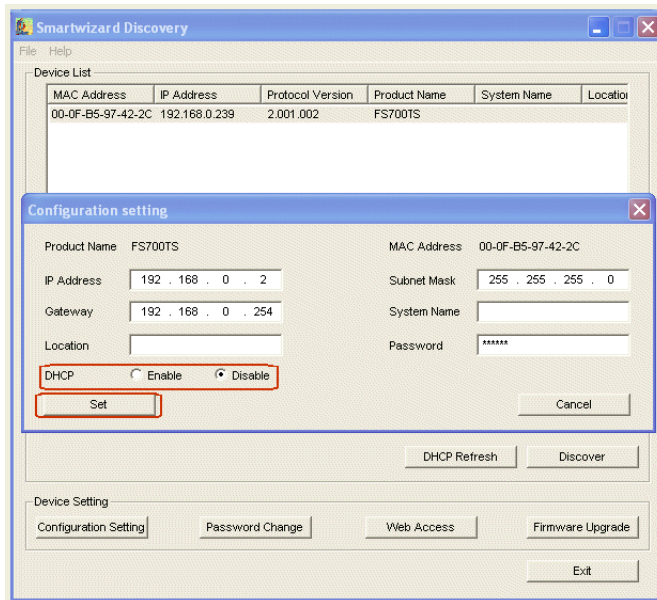 Smartwizard Discovery
File Help
Device List
MAC Address IP Address Protocol Version Product Name System Name Location
00-0F-B5-97-42-2C 192.168.0.239 2.001.002 FS700TS
Configuration setting
Product Name FS700TS MAC Address 00-0F-B5-97-42-2C
IP Address 192 . 168 . 0 . 2 Subnet Mask 255 . 255 . 255 . 0
Gateway 192 . 168 . 0 . 254 System Name
Location Password ******
DHCP Enable Disable
Set Cancel
DHCP Refresh Discover
Device Setting
Configuration Setting Password Change Web Access Firmware Upgrade
Exit